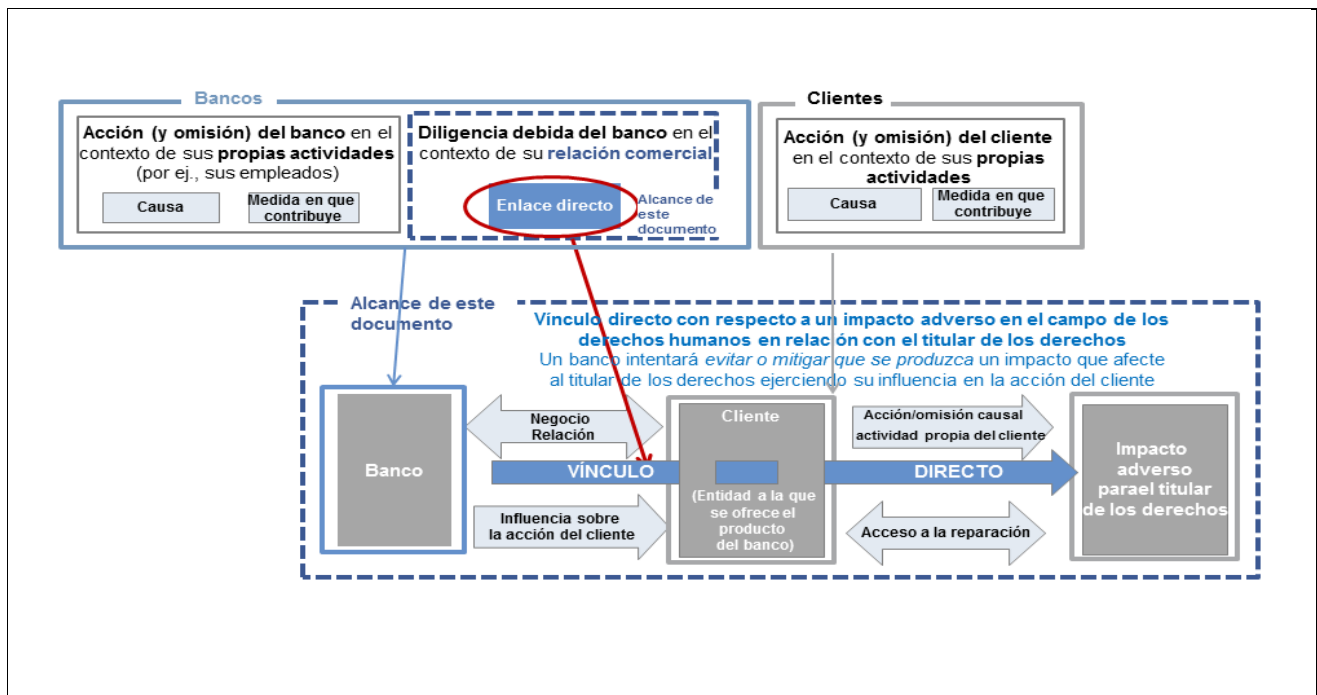 Bancos
Acción (y omisión) del banco en el
contexto de sus propias actividades
(por ej., sus empleados)
Causa
Medida en que
contribuye
Diligencia debida del banco en el
contexto de su relación comercial
Enlace directo
Alcance de
este
documento
Clientes
Acción (y omisión) del cliente
en el contexto de sus propias
actividades
Causa
Medida en que
contribuye
Alcance de este
documento
Vínculo directo con respecto a un impacto adverso en el campo de los
derechos humanos en relación con el titular de los derechos
Un banco intentará evitar o mitigar que se produzca un impacto que afecte
al titular de los derechos ejerciendo su influencia en la acción del cliente
Banco
Negocio
Relación
VÍNCULO
Influencia sobre
la acción del cliente
Cliente
(Entidad a la que
se ofrece el
producto
del banco)
Acción/omisión causal
actividad propia del cliente
DIRECTO
Acceso a la reparación
Impacto
adverso
parael titular
de los derechos